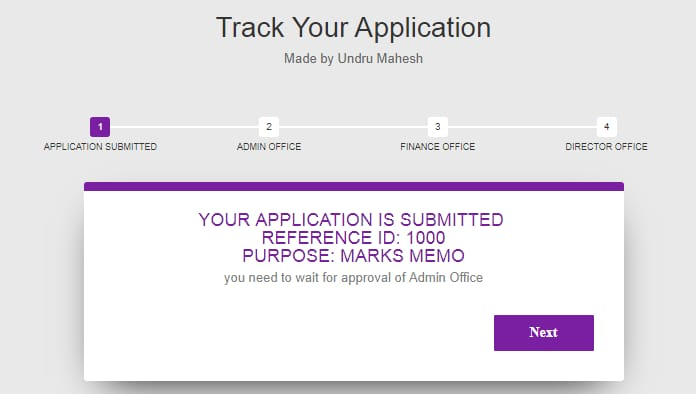 Track Your Application
Made by Undru Mahesh
1 2 3 4
APPLICATION SUBMITTED ADMIN OFFICE FINANCE OFFICE DIRECTOR OFFICE
YOUR APPLICATION IS SUBMITTED
REFERENCE ID: 1000
PURPOSE: MARKS MEMO
you need to wait for approval of Admin Office
Next